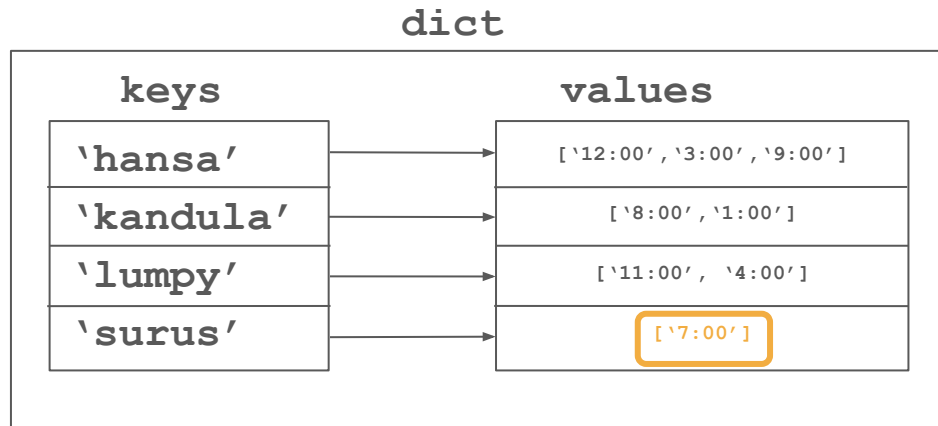 dict
keys values
‘hansa’ [‘12:00’,‘3:00’,‘9:00’]
‘kandula’ [‘8:00’,‘1:00’]
‘lumpy’ [‘11:00’, ‘4:00’]
‘surus’ [‘7:00’]